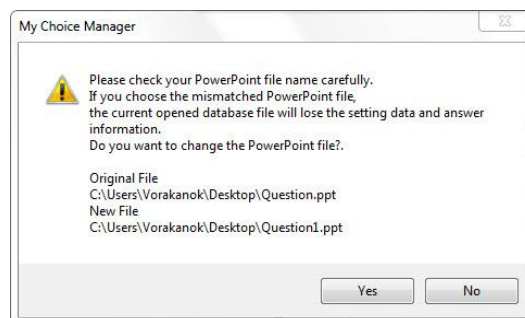 My Choice Manager
Please check your PowerPoint file name carefully.
If you choose the mismatched PowerPoint file,
the current opened database file will lose the setting data and answer
information.
Do you want to change the PowerPoint file?.
Original File
C:\Users\Vorakanok\Desktop\Question.ppt
New File
C:\Users\Vorakanok\Desktop\Question1.ppt
Yes No